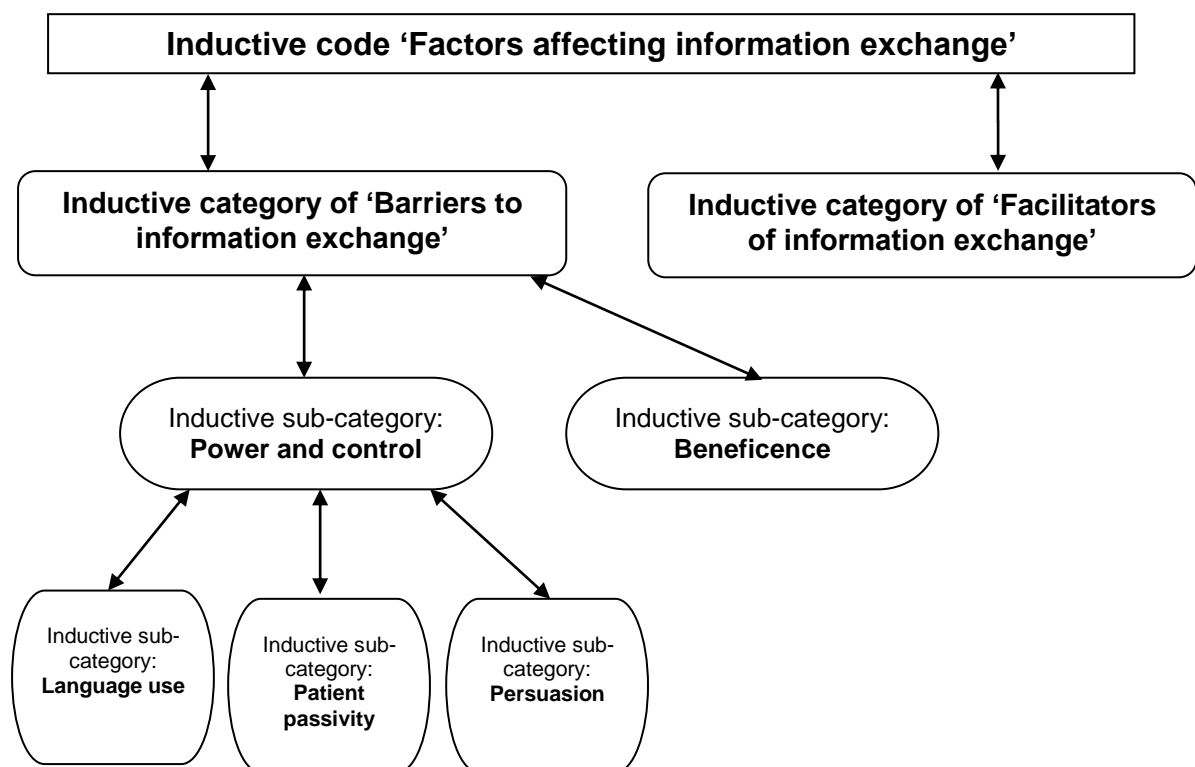 Inductive code ‘Factors affecting information exchange’
Inductive category of ‘Barriers to
information exchange’
Inductive category of ‘Facilitators
of information exchange’
Inductive sub-category:
Power and control
Inductive sub-category:
Beneficence
Inductive sub-
category:
Language use
Inductive sub-
category:
Patient
passivity
Inductive sub-
category:
Persuasion